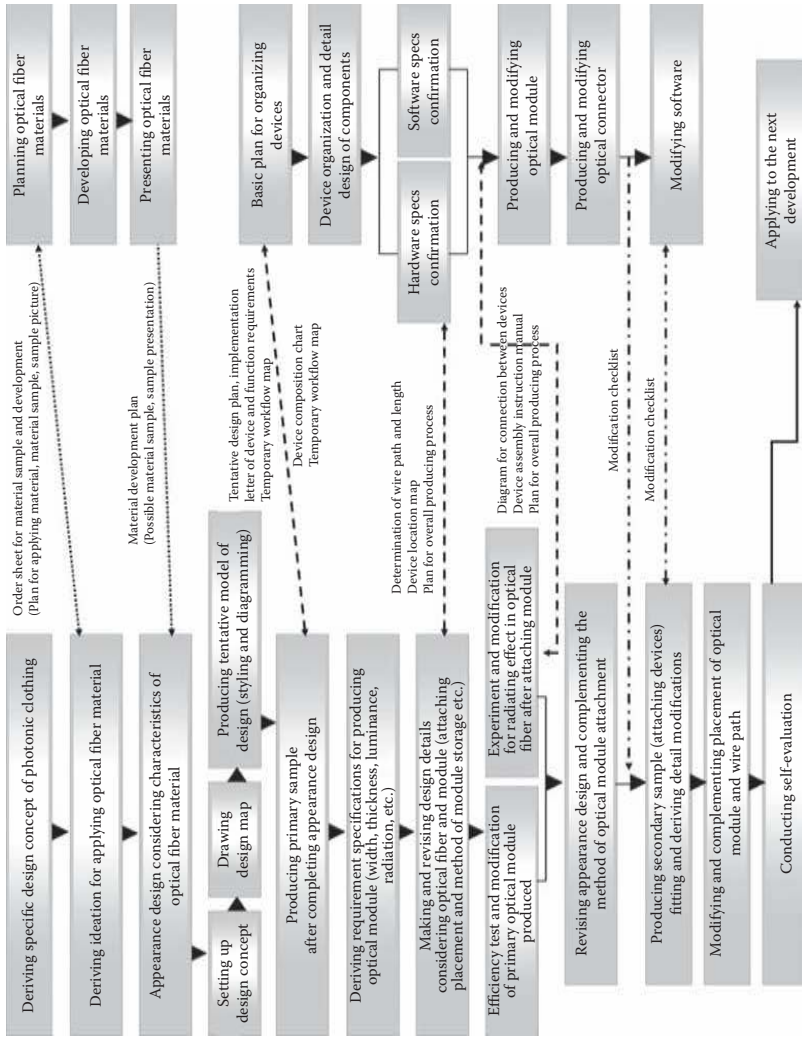 Deriving specific design concept of photonic clothing
Deriving ideation for applying optical fiber material
Appearance design considering characteristics of
optical fiber material
Setting up
design concept
Drawing
design map
Producing tentative model of
design (styling and diagramming)
Producing primary sample
after completing appearance design
Deriving requirement specifications for producing
optical module (width, thickness, luminance,
radiation, etc.)
Making and revising design details
considering optical fiber and module (attaching
placement and method of module storage etc.)
Efficiency test and modification
of primary optical module
produced
Experiment and modification
for radiating effect in optical
fiber after attaching module
Revising appearance design and complementing the
method of optical module attachment
Producing secondary sample (attaching devices)
fitting and deriving detail modifications
Modifying and complementing placement of optical
module and wire path
Conducting self-evaluation
Order sheet for material sample and development
(Plan for applying material, material sample, sample picture)
Material development plan
(Possible material sample, sample presentation)
Tentative design plan, implementation
letter of device and function requirements
Temporary workflow map
Device composition chart
Temporary workflow map
Determination of wire path and length
Device location map
Plan for overall producing process
Diagram for connection between devices
Device assembly instruction manual
Plan for overall producing process
Modification checklist
Modification checklist
Planning optical fiber
materials
Developing optical fiber
materials
Presenting optical fiber
materials
Basic plan for organizing
devices
Device organization and detail
design of components
Hardware specs
confirmation
Software specs
confirmation
Producing and modifying
optical module
Producing and modifying
optical connector
Modifying software
Applying to the next
development